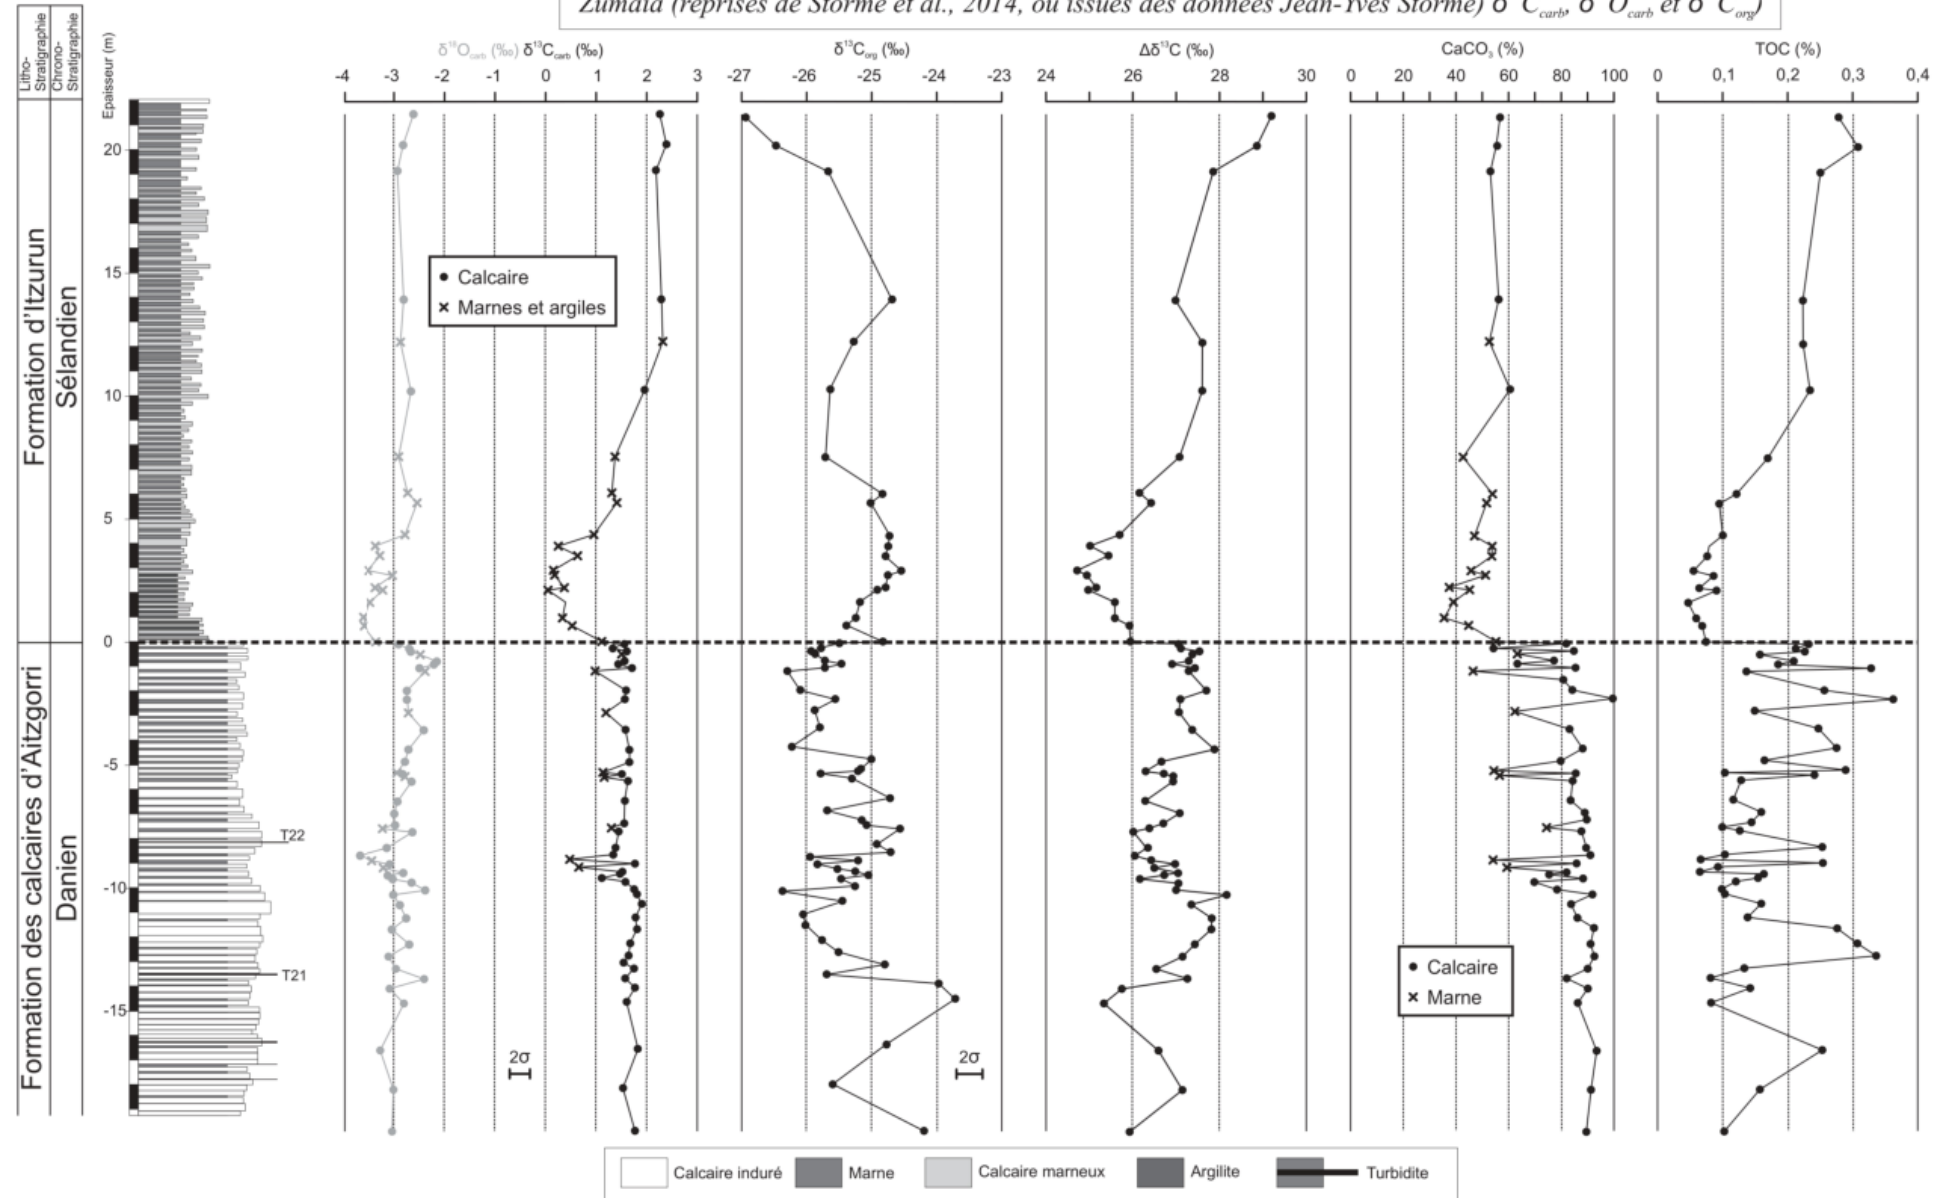 Zumaia (reprises de Storme et al., 2014, ou issues des données Jean-Yves Storme) δ C carb, δ O carb et δ C org)
Litho-
Stratigraphie
Chrono-
Stratigraphie
Epaisseur (m)
δ¹⁸Ocarb (‰) δ¹³Ccarb (‰)
δ¹³Corg (‰)
Δδ¹³C (‰)
CaCO₃ (%)
TOC (%)
-4 -3 -2 -1 0 1 2 3
-27 -26 -25 -24 -23
24 26 28 30
0 20 40 60 80 100
0 0,1 0,2 0,3 0,4
20
15
10
5
0
-5
-10
-15
Formation d'Itzurun
Sélandien
Formation des calcaires d'Aitzgorri
Danien
Calcaire
Marnes et argiles
T22
T21
2σ
2σ
Calcaire
Marne
Calcaire induré
Marne
Calcaire marneux
Argilite
Turbidite